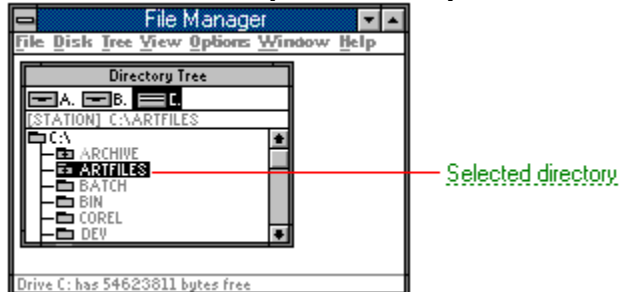 File Manager
File Disk Tree View Options Window Help
Directory Tree
A. B. C.
[STATION] C:\ARTFILES
C:\
ARCHIVE
ARTFILES
Selected directory
BATCH
BIN
COREL
DEV
Drive C: has 54623811 bytes free